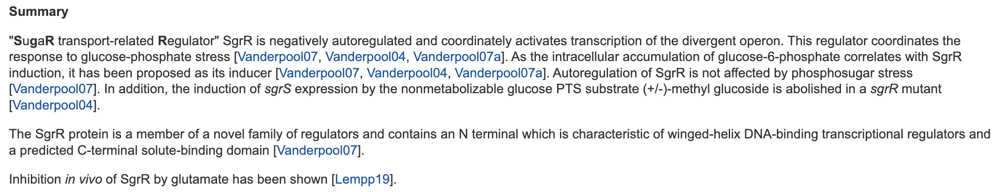 Summary
"SugaR transport-related Regulator" SgrR is negatively autoregulated and coordinately activates transcription of the divergent operon. This regulator coordinates the
response to glucose-phosphate stress [Vanderpool07, Vanderpool04, Vanderpool07a]. As the intracellular accumulation of glucose-6-phosphate correlates with SgrR
induction, it has been proposed as its inducer [Vanderpool07, Vanderpool04, Vanderpool07a]. Autoregulation of SgrR is not affected by phosphosugar stress
[Vanderpool07]. In addition, the induction of sgrS expression by the nonmetabolizable glucose PTS substrate (+/-)-methyl glucoside is abolished in a sgrR mutant
[Vanderpool04].
The SgrR protein is a member of a novel family of regulators and contains an N terminal which is characteristic of winged-helix DNA-binding transcriptional regulators and
a predicted C-terminal solute-binding domain [Vanderpool07].
Inhibition in vivo of SgrR by glutamate has been shown [Lempp19].